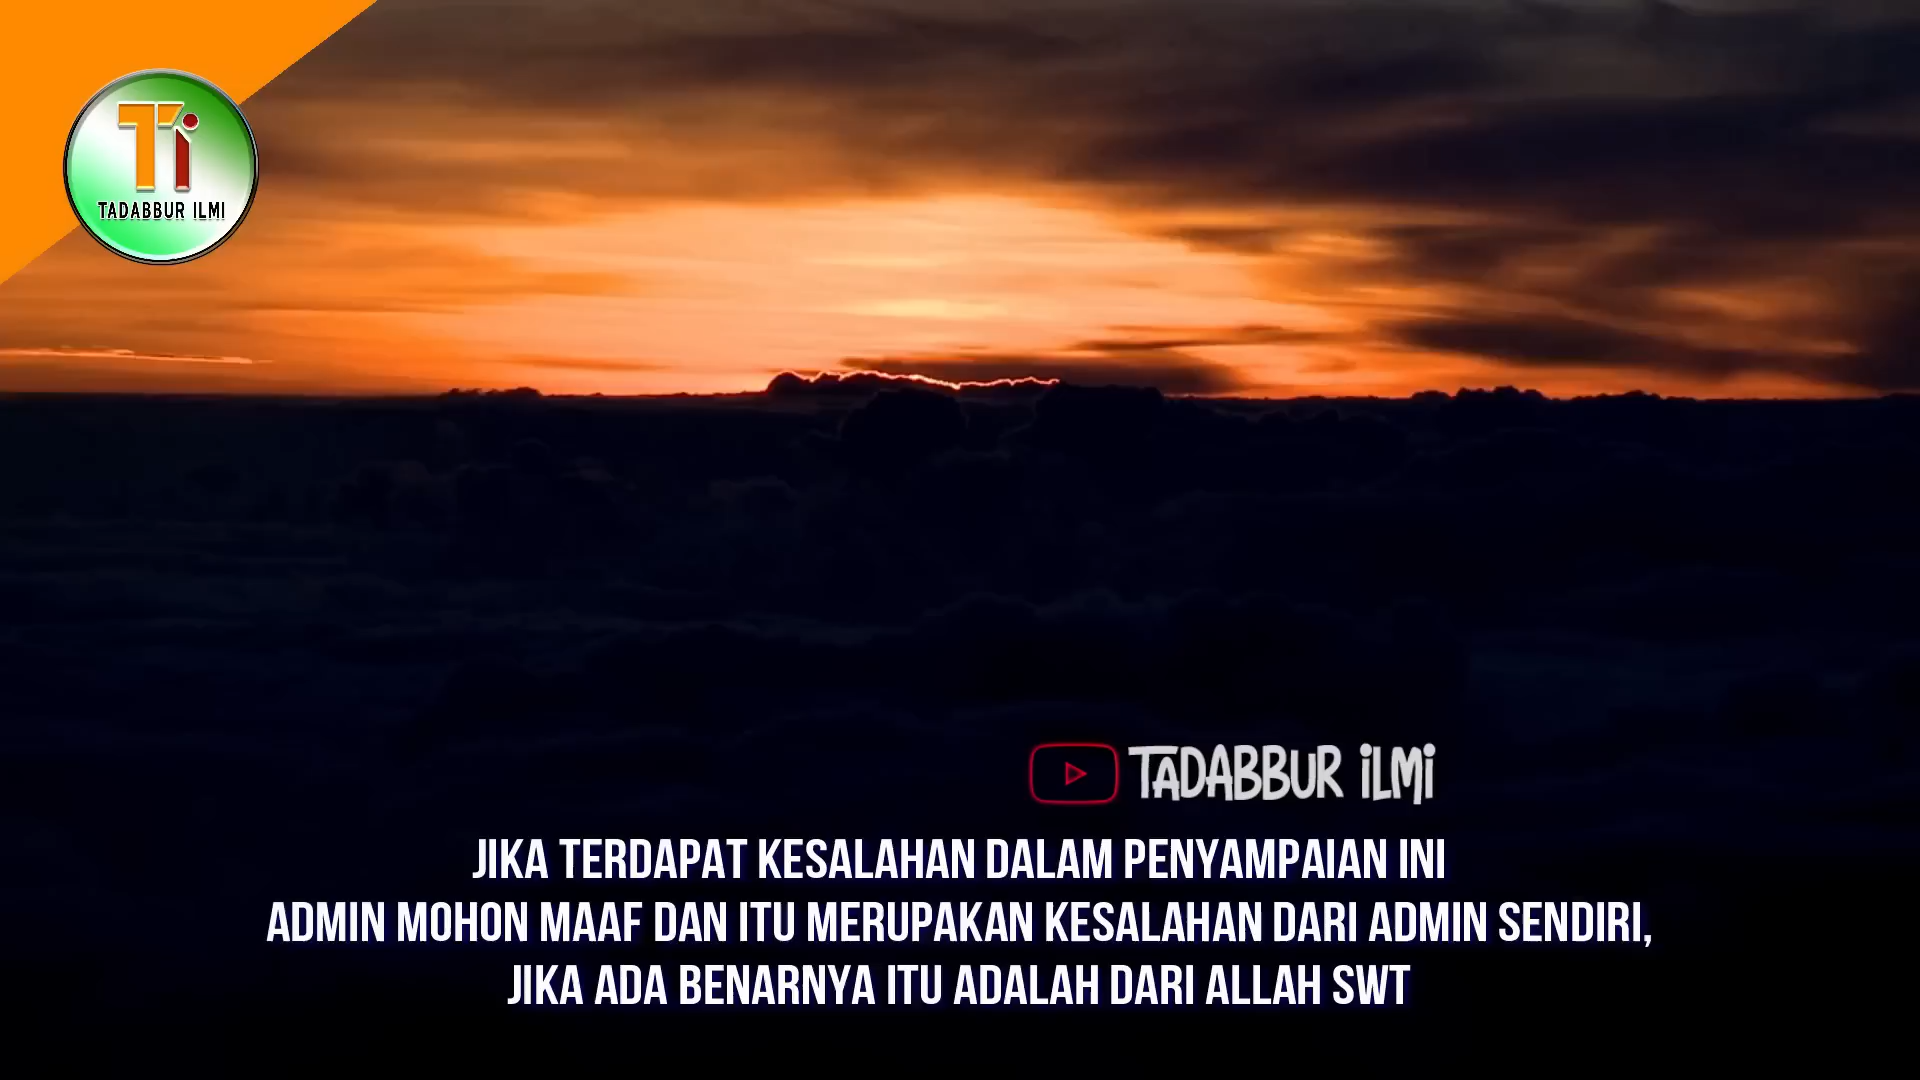 Ti
TADABBUR ILMI
TADABBUR iLMi
JIKA TERDAPAT KESALAHAN DALAM PENYAMPAIAN INI
ADMIN MOHON MAAF DAN ITU MERUPAKAN KESALAHAN DARI ADMIN SENDIRI,
JIKA ADA BENARNYA ITU ADALAH DARI ALLAH SWT